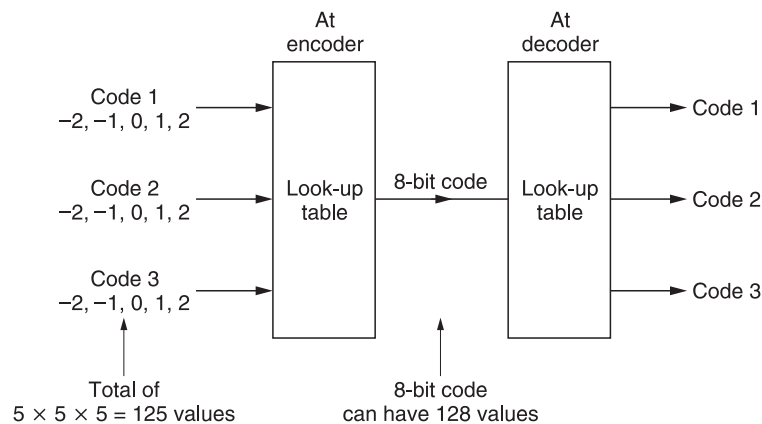 At
encoder
At
decoder
Code 1
–2, –1, 0, 1, 2
Code 1
Code 2
–2, –1, 0, 1, 2
Look-up
table
8-bit code
Look-up
table
Code 2
Code 3
–2, –1, 0, 1, 2
Code 3
Total of
5 × 5 × 5 = 125 values
8-bit code
can have 128 values